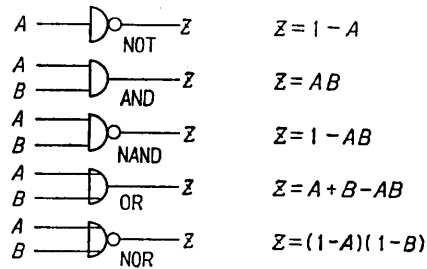 A Z NOT Z = 1 - A
A B Z AND Z = AB
A B Z NAND Z = 1 - AB
A B Z OR Z = A + B - AB
A B Z NOR Z = (1 - A)(1 - B)